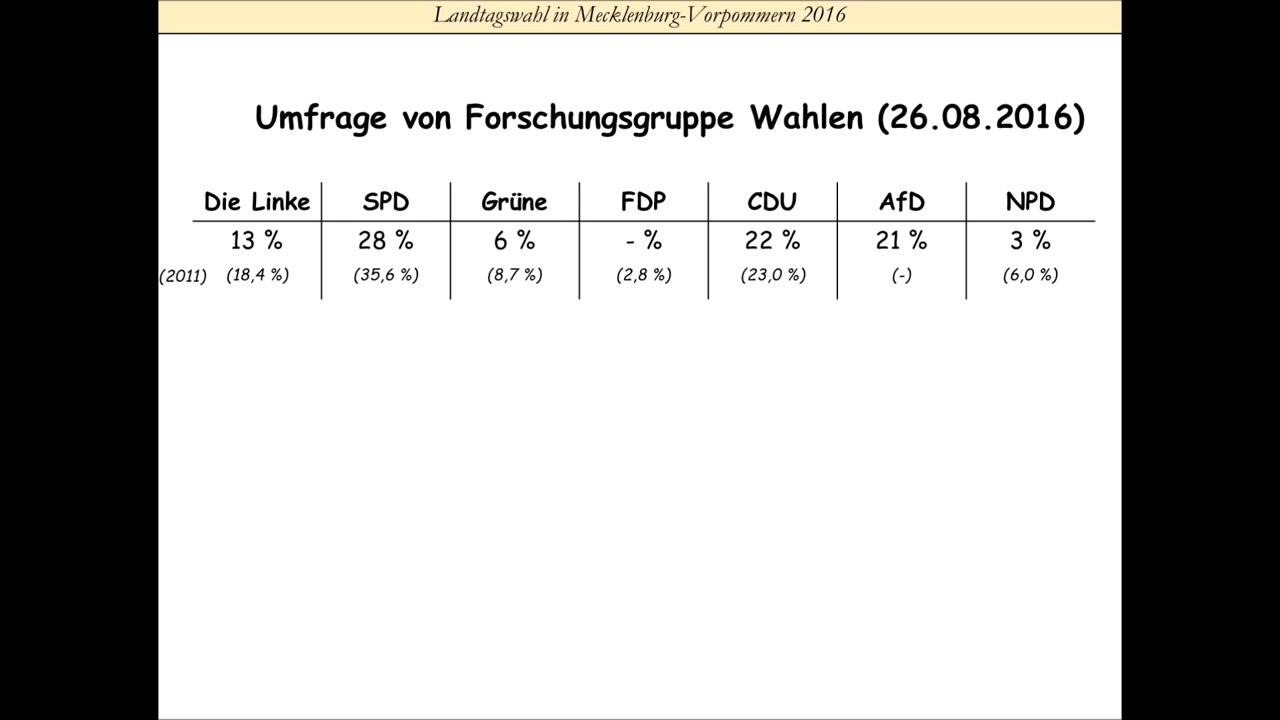 Landtagswahl in Mecklenburg-Vorpommern 2016
Umfrage von Forschungsgruppe Wahlen (26.08.2016)
Die Linke SPD Grüne FDP CDU AfD NPD
13 % 28 % 6 % - % 22 % 21 % 3 %
(2011) (18,4 %) (35,6 %) (8,7 %) (2,8 %) (23,0 %) (-) (6,0 %)